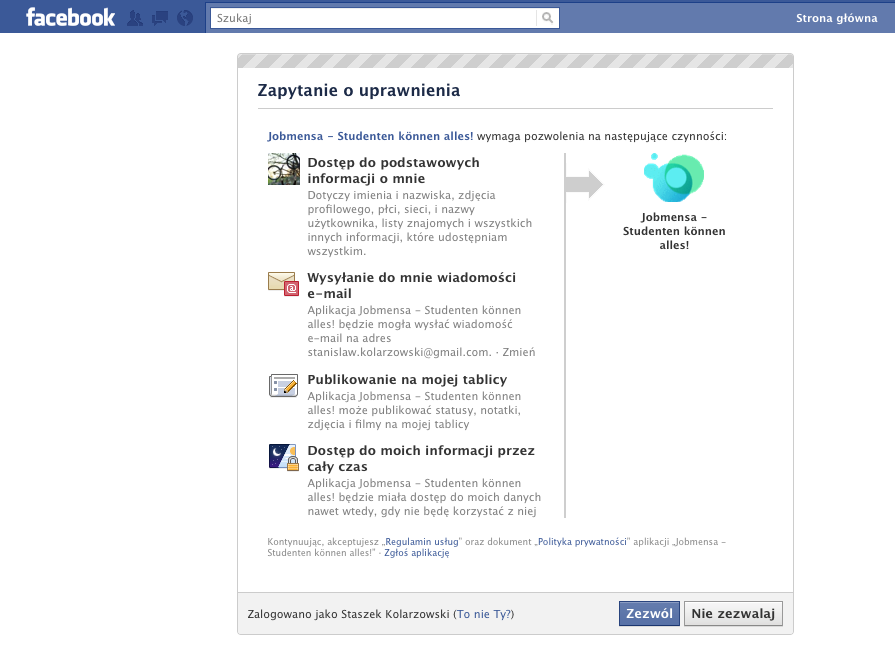 facebook
Szukaj
Strona główna
Zapytanie o uprawnienia
Jobmensa – Studenten können alles! wymaga pozwolenia na następujące czynności:
Dostęp do podstawowych
informacji o mnie
Dotyczy imienia i nazwiska, zdjęcia
profilowego, płci, sieci, i nazwy
użytkownika, listy znajomych i wszystkich
innych informacji, które udostępniam
wszystkim.
Wysyłanie do mnie wiadomości
e-mail
Aplikacja Jobmensa – Studenten können
alles! będzie mogła wysłać wiadomość
e-mail na adres
stanislaw.kolarzowski@gmail.com. · Zmień
Publikowanie na mojej tablicy
Aplikacja Jobmensa – Studenten können
alles! może publikować statusy, notatki,
zdjęcia i filmy na mojej tablicy
Dostęp do moich informacji przez
cały czas
Aplikacja Jobmensa – Studenten können
alles! będzie miała dostęp do moich danych
nawet wtedy, gdy nie będę korzystać z niej
Jobmensa –
Studenten können
alles!
Kontynuując, akceptujesz „Regulamin usług” oraz dokument „Polityka prywatności” aplikacji „Jobmensa –
Studenten können alles!” · Zgłoś aplikację
Zalogowano jako Staszek Kolarzowski (To nie Ty?)
Zezwól
Nie zezwalaj